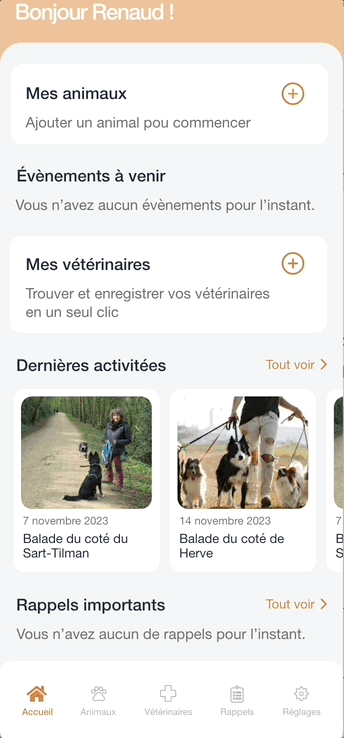 Bonjour Renaud !
Mes animaux
Ajouter un animal pou commencer
Évènements à venir
Vous n’avez aucun évènements pour l’instant.
Mes vétérinaires
Trouver et enregistrer vos vétérinaires
en un seul clic
Dernières activitées
Tout voir
7 novembre 2023
Balade du coté du
Sart-Tilman
14 novembre 2023
Balade du coté de
Herve
Rappels importants
Tout voir
Vous n’avez aucun de rappels pour l’instant.
Accueil
Animaux
Vétérinaires
Rappels
Réglages